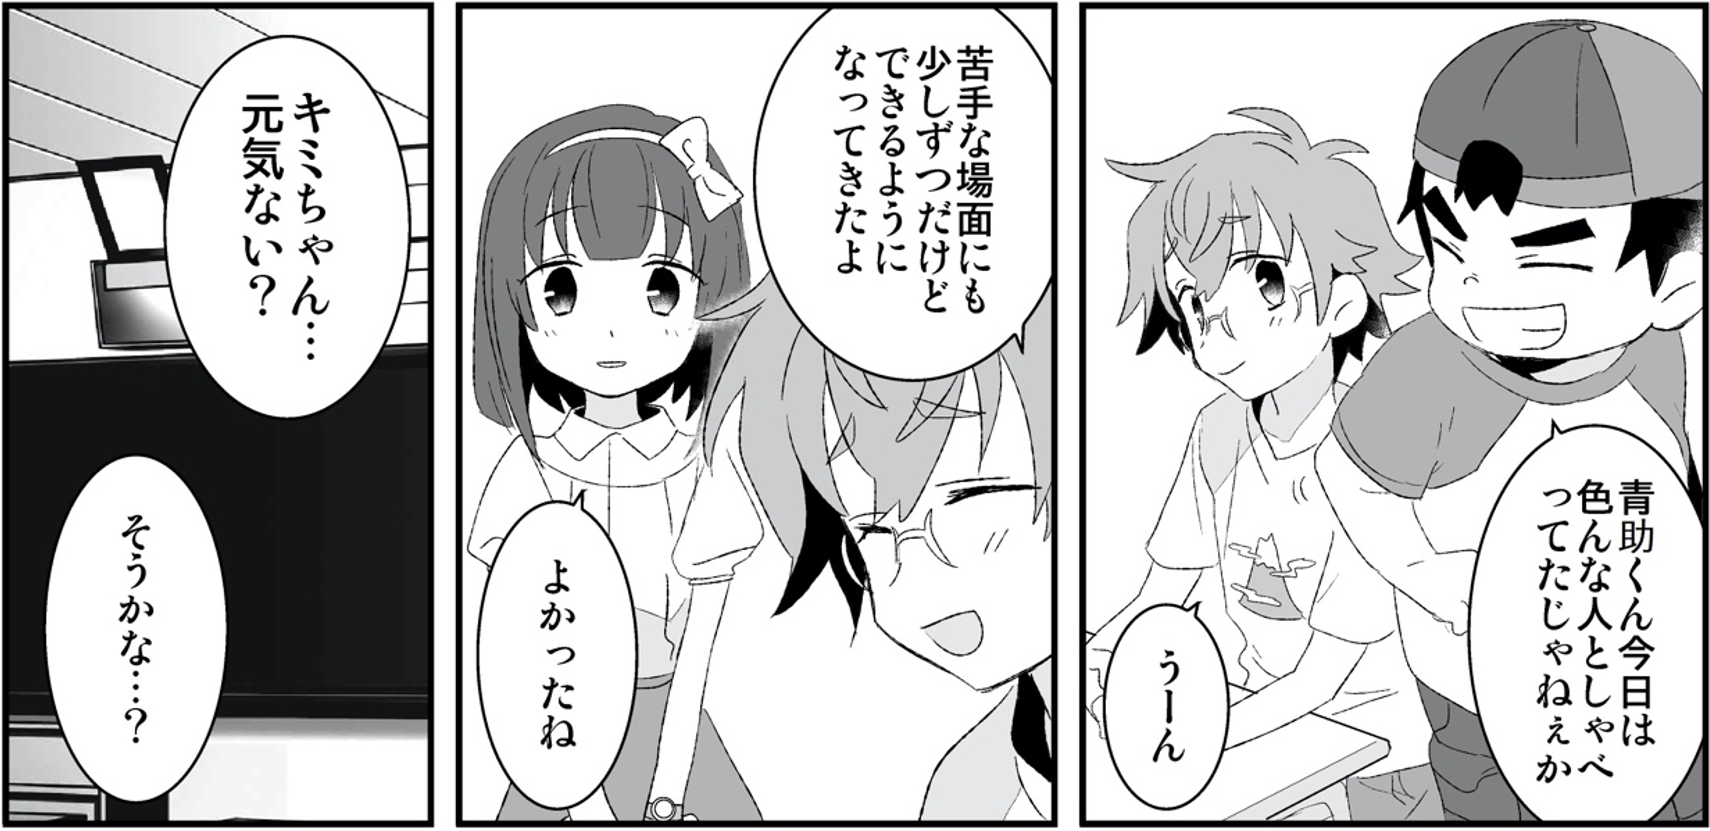 青助くん今日は
色んな人としゃべ
ってたじゃねぇか
うーん
苦手な場面にも
少しずつだけど
できるように
なってきたよ
よかったね
キミちゃん…
元気ない？
そうかな…？